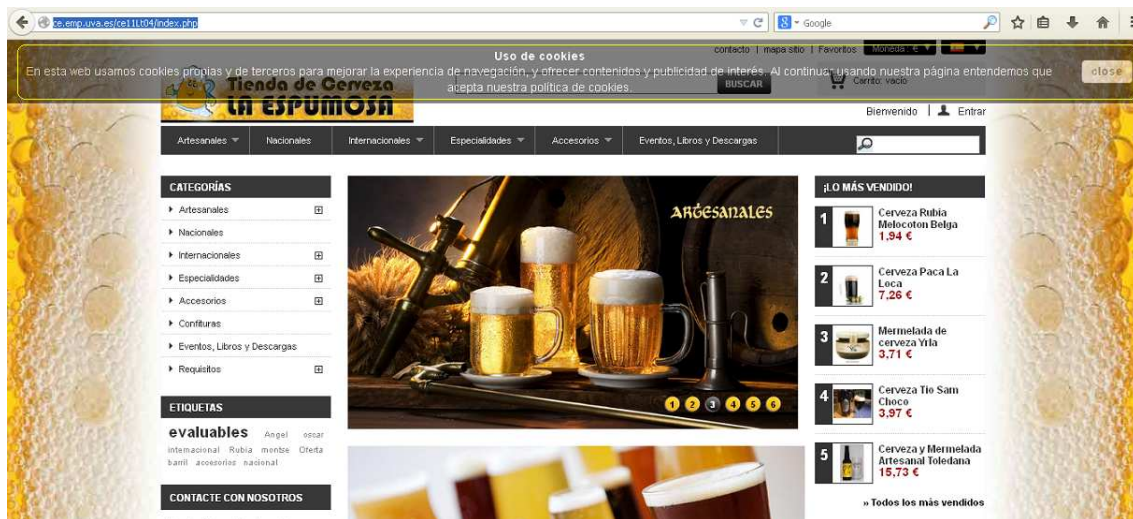 ce.emp.uva.es/ce11Lt04/index.php
Google
contacto | mapa sitio | Favoritos
Moneda : €
Uso de cookies
En esta web usamos cookies propias y de terceros para mejorar la experiencia de navegación, y ofrecer contenidos y publicidad de interés. Al continuar usando nuestra página entendemos que
acepta nuestra política de cookies.
close
Tienda de Cerveza
LA ESPUMOSA
BUSCAR
Carrito: vacío
Bienvenido | Entrar
Artesanales
Nacionales
Internacionales
Especialidades
Accesorios
Eventos, Libros y Descargas
CATEGORÍAS
Artesanales
Nacionales
Internacionales
Especialidades
Accesorios
Confituras
Eventos, Libros y Descargas
Requisitos
ETIQUETAS
evaluables Angel oscar
internacional Rubia montse Oferta
barril accesorios nacional
CONTACTE CON NOSOTROS
ARTESANALES
1 2 3 4 5 6
¡LO MÁS VENDIDO!
1 Cerveza Rubia
Melocoton Belga
1,94 €
2 Cerveza Paca La
Loca
7,26 €
3 Mermelada de
cerveza Yria
3,71 €
4 Cerveza Tio Sam
Choco
3,97 €
5 Cerveza y Mermelada
Artesanal Toledana
15,73 €
» Todos los más vendidos